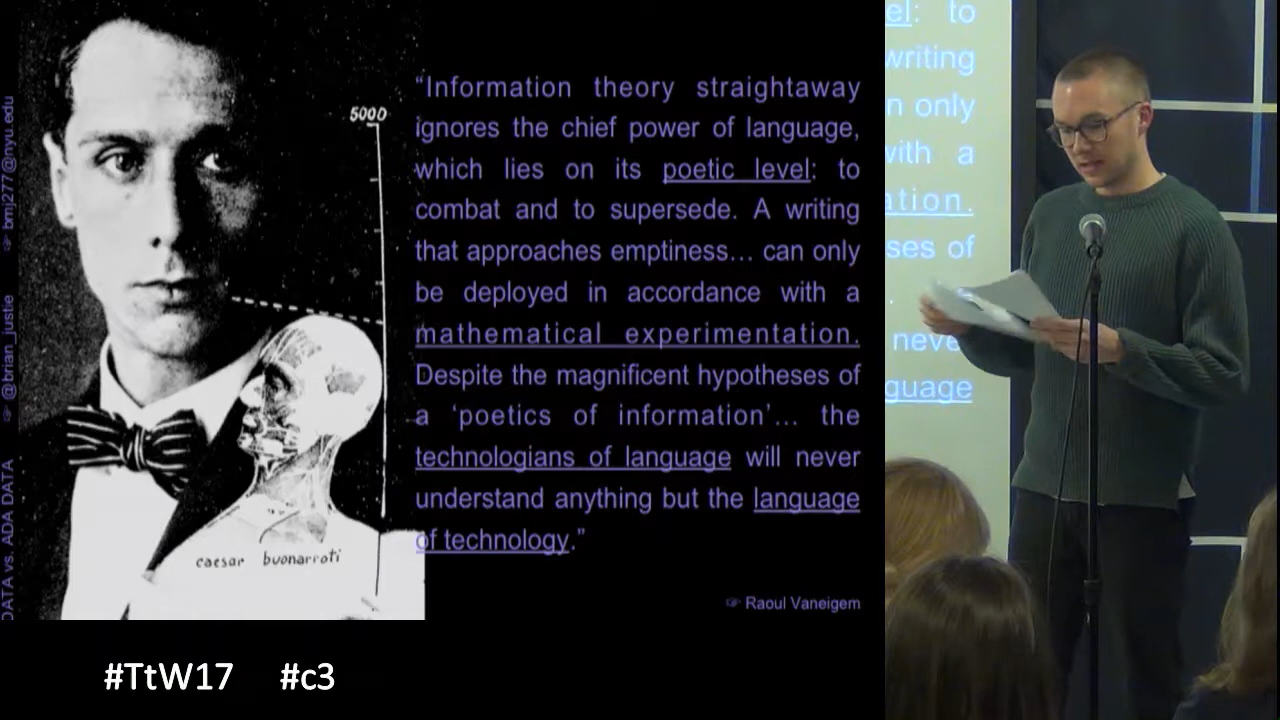 bmj277@nyu.edu
@brian_justie
DATA vs. ADA DATA
5000
caesar buonarroti
“Information theory straightaway
ignores the chief power of language,
which lies on its poetic level: to
combat and to supersede. A writing
that approaches emptiness… can only
be deployed in accordance with a
mathematical experimentation.
Despite the magnificent hypotheses of
a ‘poetics of information’… the
technologians of language will never
understand anything but the language
of technology.”
☞ Raoul Vaneigem
#TtW17 #c3
el: to
writing
n only
with a
ation.
ses of
neve
guage